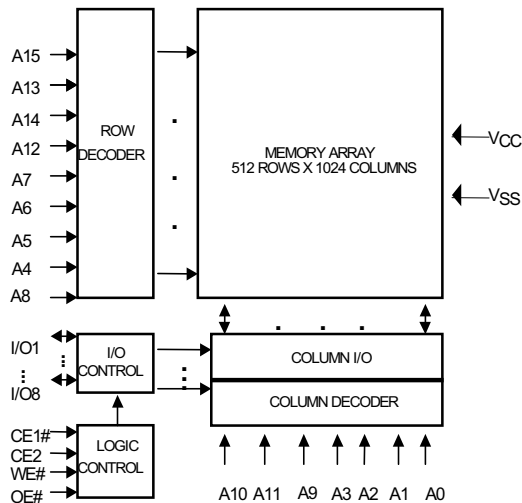 A15
A13
A14
A12
A7
A6
A5
A4
A8
ROW
DECODER
MEMORY ARRAY
512 ROWS X 1024 COLUMNS
VCC
VSS
I/O1
I/O8
I/O
CONTROL
COLUMN I/O
COLUMN DECODER
CE1#
CE2
WE#
OE#
LOGIC
CONTROL
A10 A11 A9 A3 A2 A1 A0